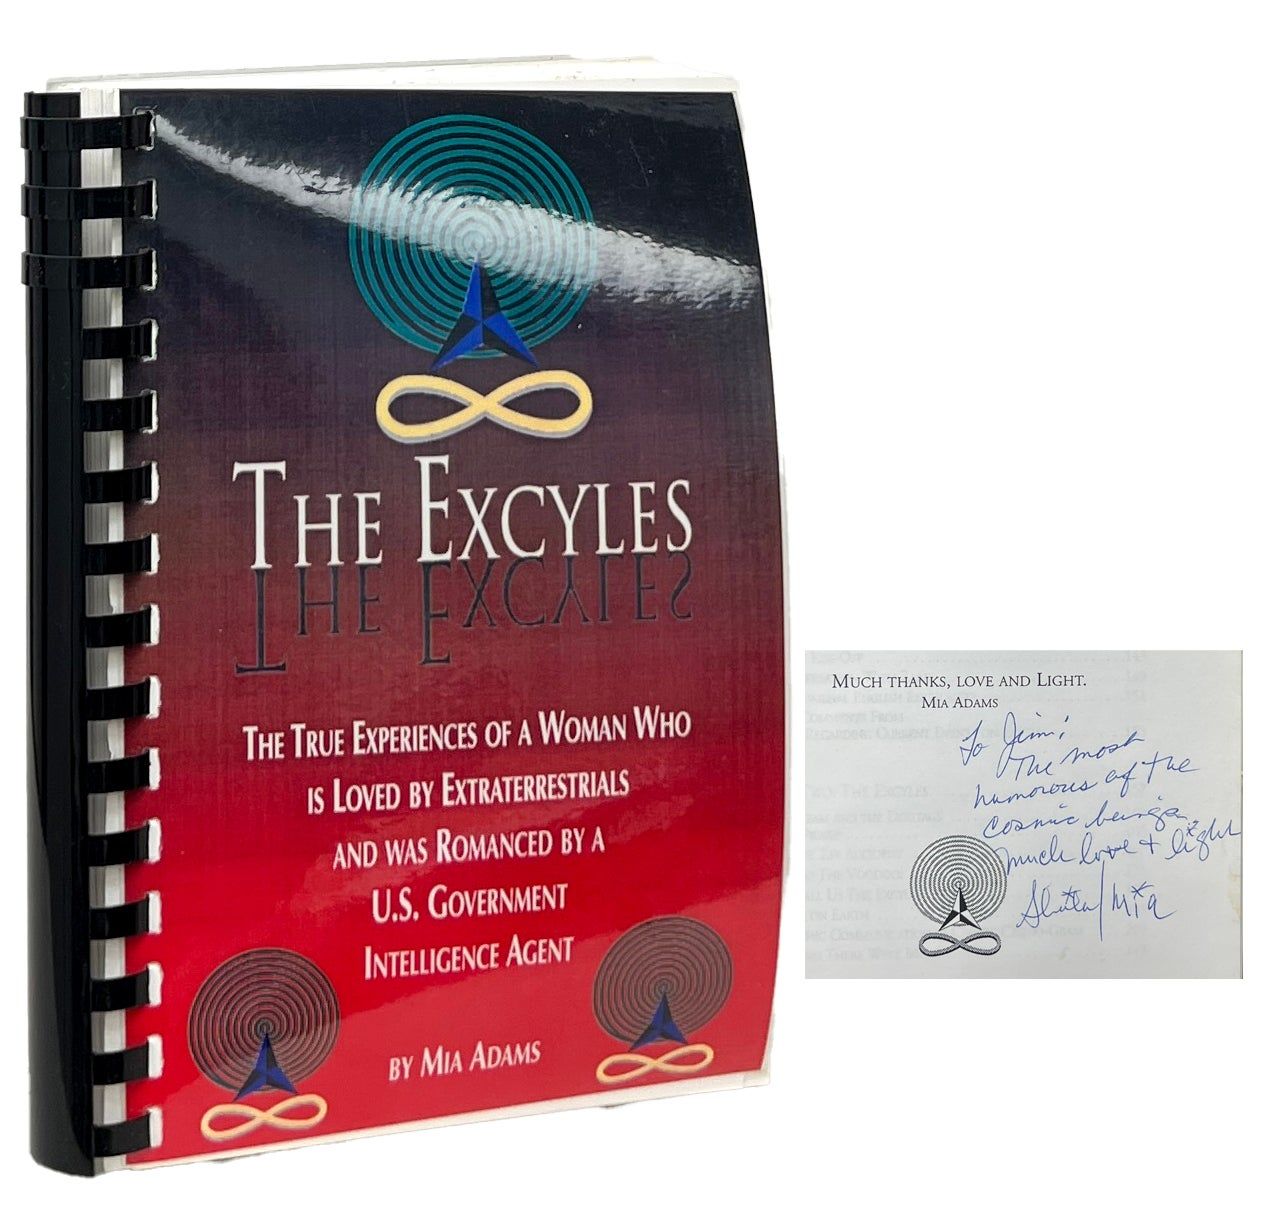 THE EXCYLES
THE EXCYLES
THE TRUE EXPERIENCES OF A WOMAN WHO
IS LOVED BY EXTRATERRESTRIALS
AND WAS ROMANCED BY A
U.S. GOVERNMENT
INTELLIGENCE AGENT
BY MIA ADAMS
MUCH THANKS, LOVE AND LIGHT.
MIA ADAMS
To Jim:
The most
humorous of the
cosmic beings
much love + light
Mia